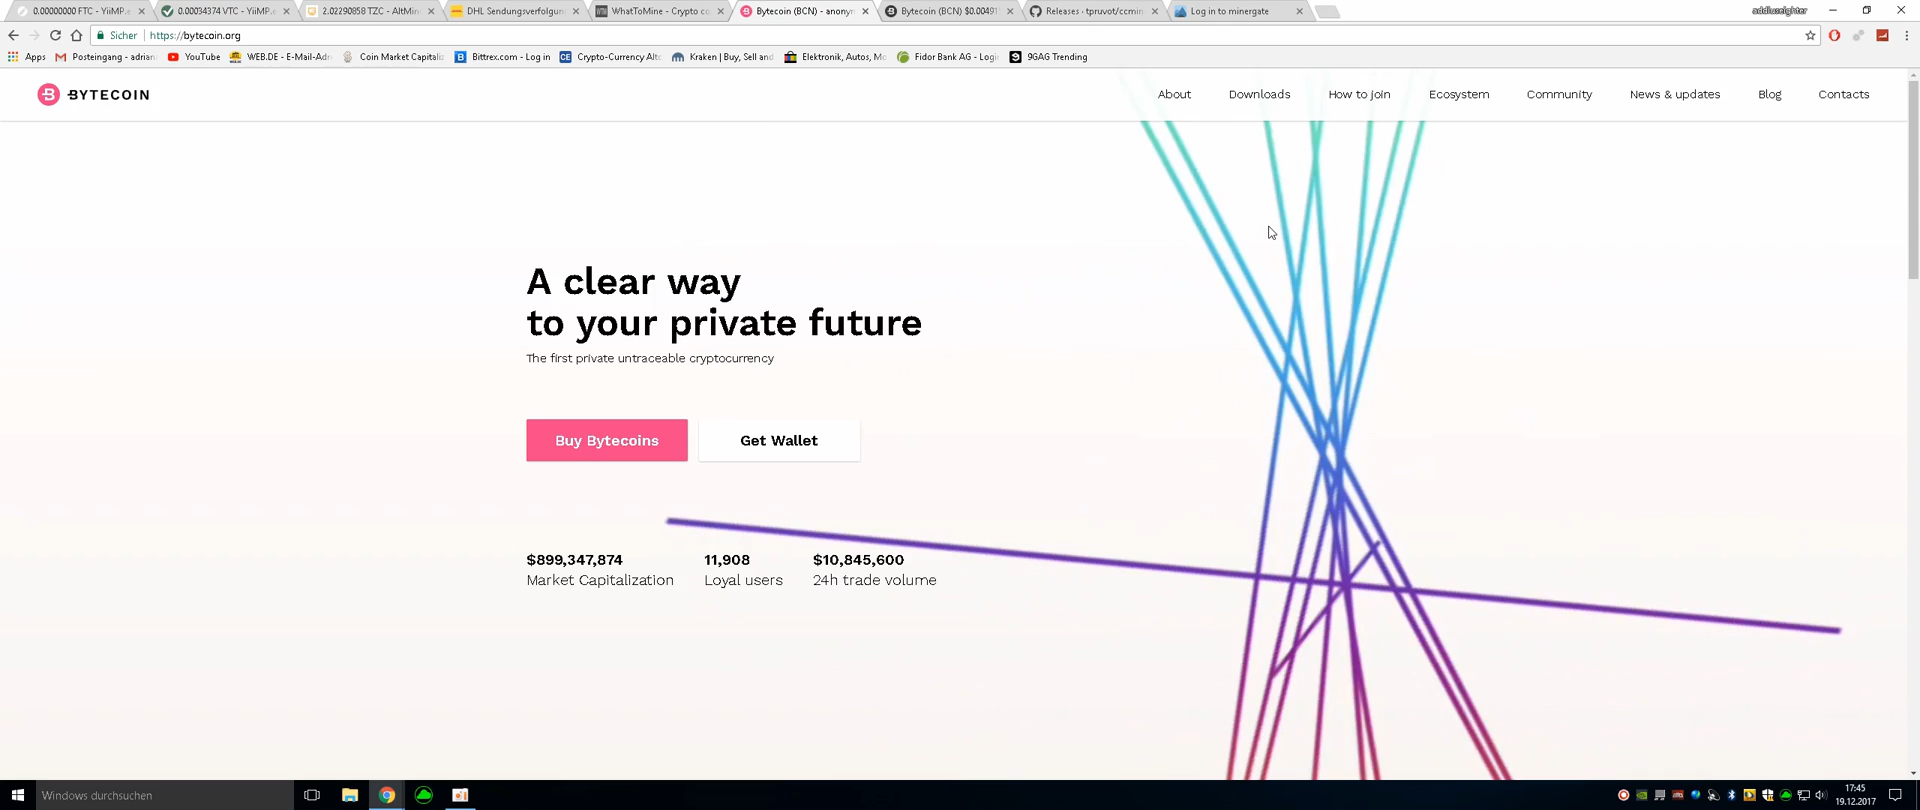 0.00000000 FTC - YiiMP.e
0.00034374 VTC - YiiMP.e
2.02290858 TZC - AltMin
DHL Sendungsverfolgun
WhatToMine - Crypto co
Bytecoin (BCN) - anony
Bytecoin (BCN) $0.00491
Releases · tpruvot/ccmin
Log in to minergate
Sicher
https://bytecoin.org
Apps
Posteingang - adrian
YouTube
WEB.DE - E-Mail-Adr
Coin Market Capitaliz
Bittrex.com - Log in
Crypto-Currency Alt
Kraken | Buy, Sell and
Elektronik, Autos, Mo
Fidor Bank AG - Logi
9GAG Trending
BYTECOIN
About
Downloads
How to join
Ecosystem
Community
News & updates
Blog
Contacts
A clear way
to your private future
The first private untraceable cryptocurrency
Buy Bytecoins
Get Wallet
$899,347,874
Market Capitalization
11,908
Loyal users
$10,845,600
24h trade volume
Windows durchsuchen
17:45
19.12.2017